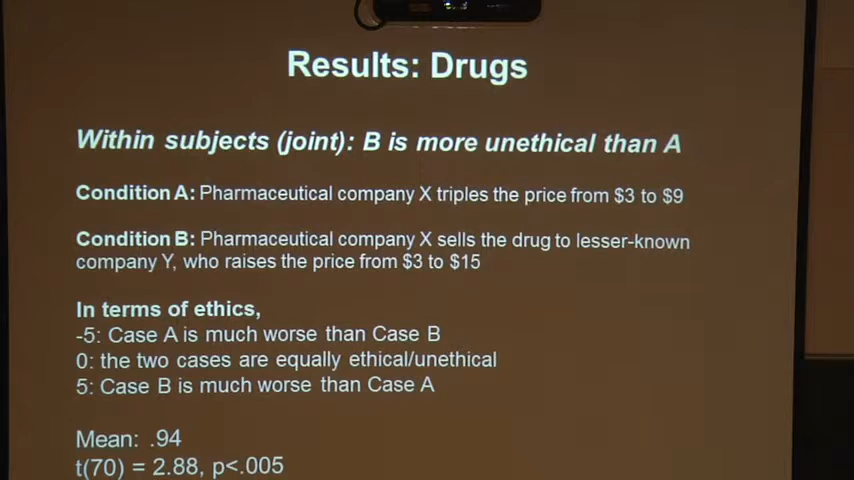 Results: Drugs
Within subjects (joint): B is more unethical than A
Condition A: Pharmaceutical company X triples the price from $3 to $9
Condition B: Pharmaceutical company X sells the drug to lesser-known
company Y, who raises the price from $3 to $15
In terms of ethics,
-5: Case A is much worse than Case B
0: the two cases are equally ethical/unethical
5: Case B is much worse than Case A
Mean: .94
t(70) = 2.88, p<.005